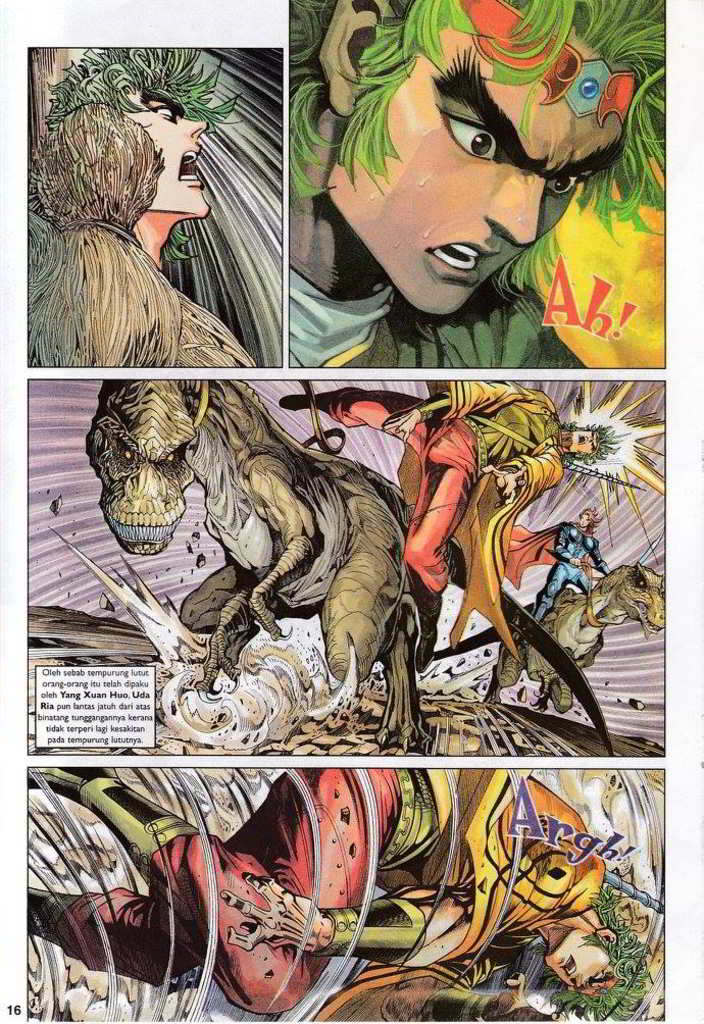 Ah!
Oleh sebab tempurung lutut
orang-orang itu telah dipaku
oleh Yang Xuan Huo, Uda
Ria pun lantas jatuh dari atas
binatang tunggangannya kerana
tidak terperi lagi kesakitan
pada tempurung lututnya.
Argh!
16